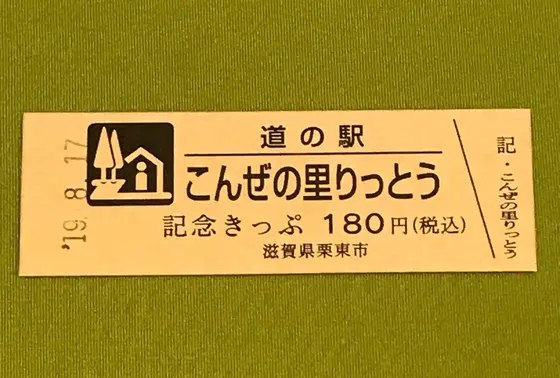 '19.8.17
道の駅
こんぜの里りっとう
記念きっぷ 180円(税込)
滋賀県栗東市
記・こんぜの里りっとう